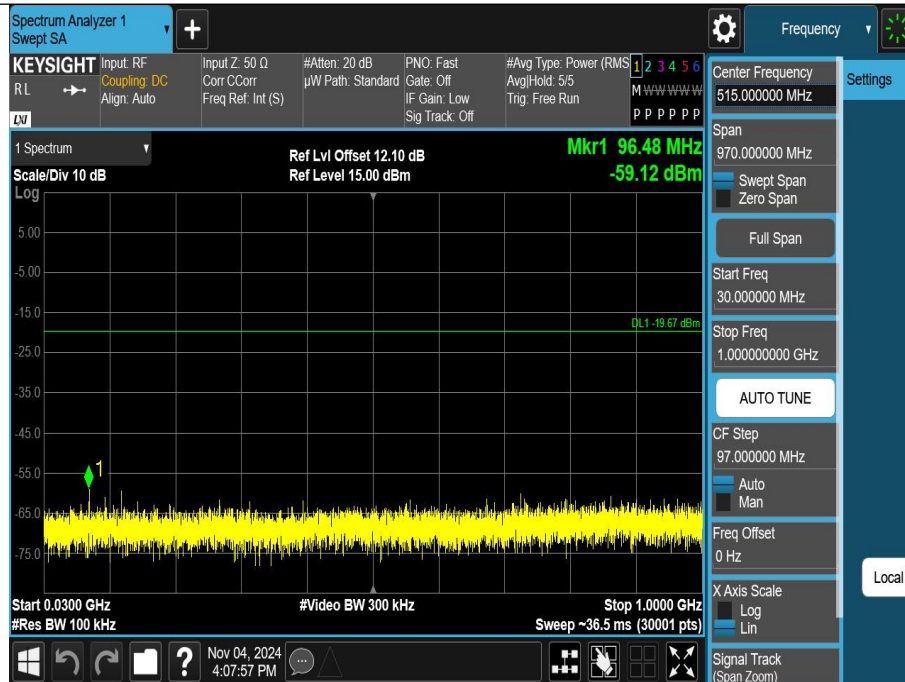 Spectrum Analyzer 1
Swept SA
Frequency
KEYSIGHT
RL
LXI
Input: RF
Coupling: DC
Align: Auto
Input Z: 50 Ω
Corr CCorr
Freq Ref: Int (S)
#Atten: 20 dB
µW Path: Standard
PNO: Fast
Gate: Off
IF Gain: Low
Sig Track: Off
#Avg Type: Power (RMS
Avg|Hold: 5/5
Trig: Free Run
1 2 3 4 5 6
M W W W W W
P P P P P P
1 Spectrum
Scale/Div 10 dB
Log
Ref Lvl Offset 12.10 dB
Ref Level 15.00 dBm
Mkr1 96.48 MHz
-59.12 dBm
5.00
-5.00
-15.0
DL1 -19.67 dBm
-25.0
-35.0
-45.0
-55.0
1
-65.0
-75.0
Start 0.0300 GHz
#Res BW 100 kHz
#Video BW 300 kHz
Stop 1.0000 GHz
Sweep ~36.5 ms (30001 pts)
Nov 04, 2024
4:07:57 PM
Center Frequency
515.000000 MHz
Span
970.000000 MHz
Swept Span
Zero Span
Full Span
Start Freq
30.000000 MHz
Stop Freq
1.000000000 GHz
AUTO TUNE
CF Step
97.000000 MHz
Auto
Man
Freq Offset
0 Hz
X Axis Scale
Log
Lin
Signal Track
(Span Zoom)
Settings
Local